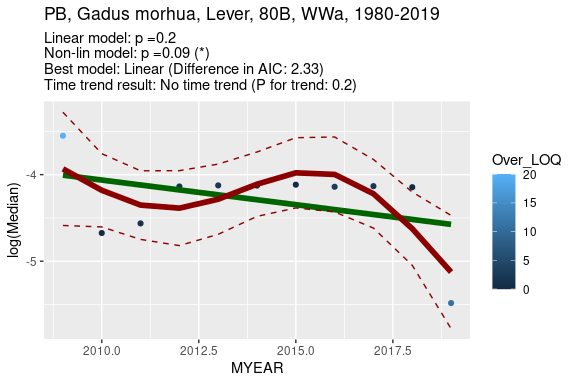 PB, Gadus morhua, Lever, 80B, WWa, 1980-2019
Linear model: p =0.2
Non-lin model: p =0.09 (*)
Best model: Linear (Difference in AIC: 2.33)
Time trend result: No time trend (P for trend: 0.2)
log(Median)
-4
-5
2010.0
2012.5
2015.0
2017.5
MYEAR
Over_LOQ
20
15
10
5
0